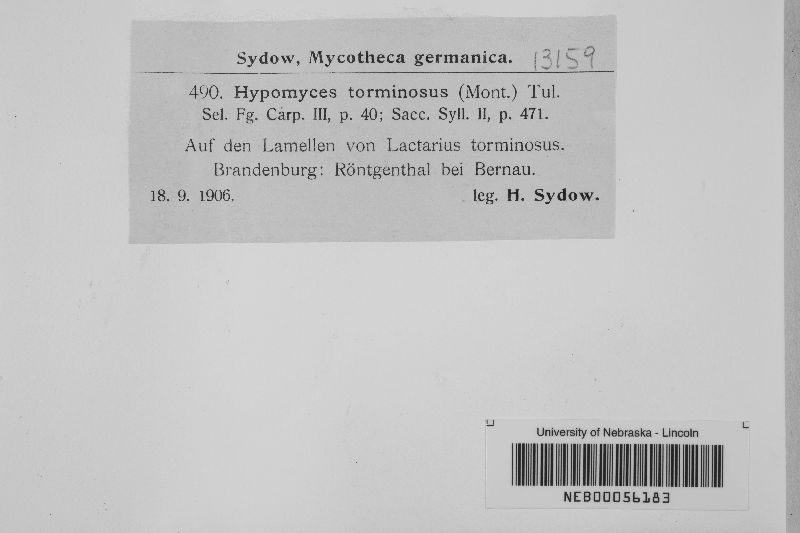 Sydow, Mycotheca germanica. 13159
490. Hypomyces torminosus (Mont.) Tul.
Sel. Fg. Carp. III, p. 40; Sacc. Syll. II, p. 471.
Auf den Lamellen von Lactarius torminosus.
Brandenburg: Röntgenthal bei Bernau.
18. 9. 1906. leg. H. Sydow.
University of Nebraska - Lincoln
NEB00056183